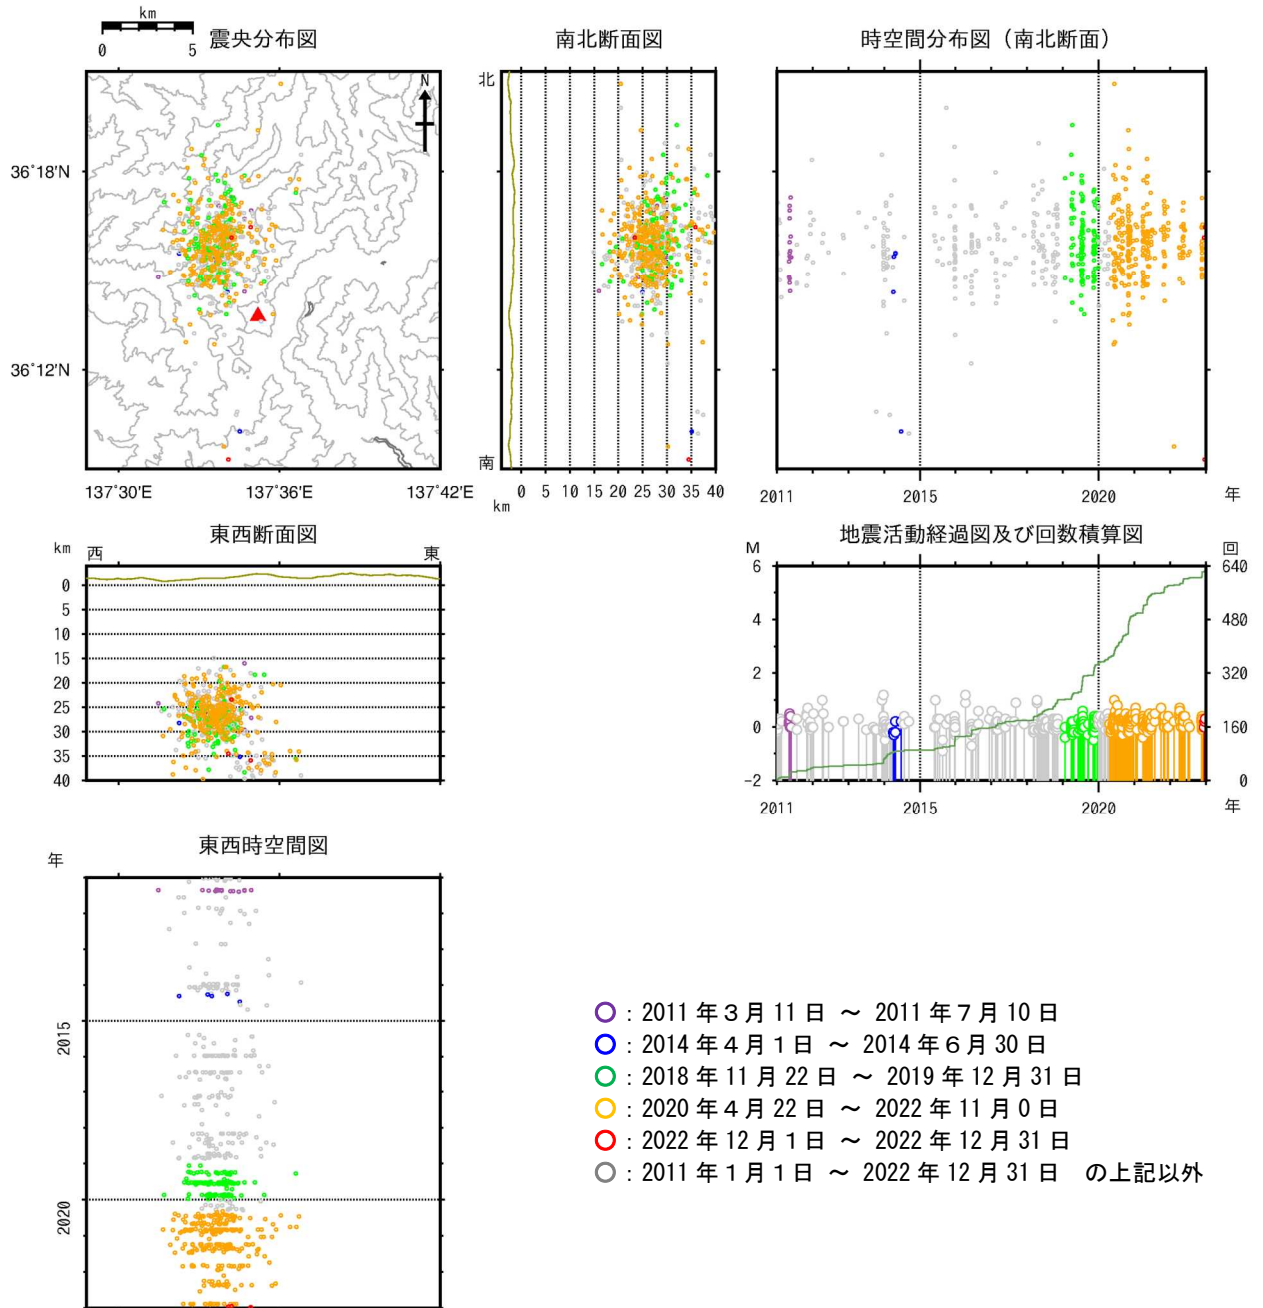 km
0 5
震央分布図
N
36°18'N
36°12'N
137°30'E 137°36'E 137°42'E
南北断面図
北
南
0 5 10 15 20 25 30 35 40
km
時空間分布図（南北断面）
2011 2015 2020 年
東西断面図
km 西 東
0
5
10
15
20
25
30
35
40
地震活動経過図及び回数積算図
M 回
6 640
4 480
2 320
0 160
-2 0
2011 2015 2020 年
東西時空間図
年
2015
2020
：2011 年３月 11 日 ～ 2011 年７月 10 日
：2014 年４月１日 ～ 2014 年６月 30 日
：2018 年 11 月 22 日 ～ 2019 年 12 月 31 日
：2020 年４月 22 日 ～ 2022 年 11 月 0 日
：2022 年 12 月１日 ～ 2022 年 12 月 31 日
：2011 年１月１日 ～ 2022 年 12 月 31 日 の上記以外